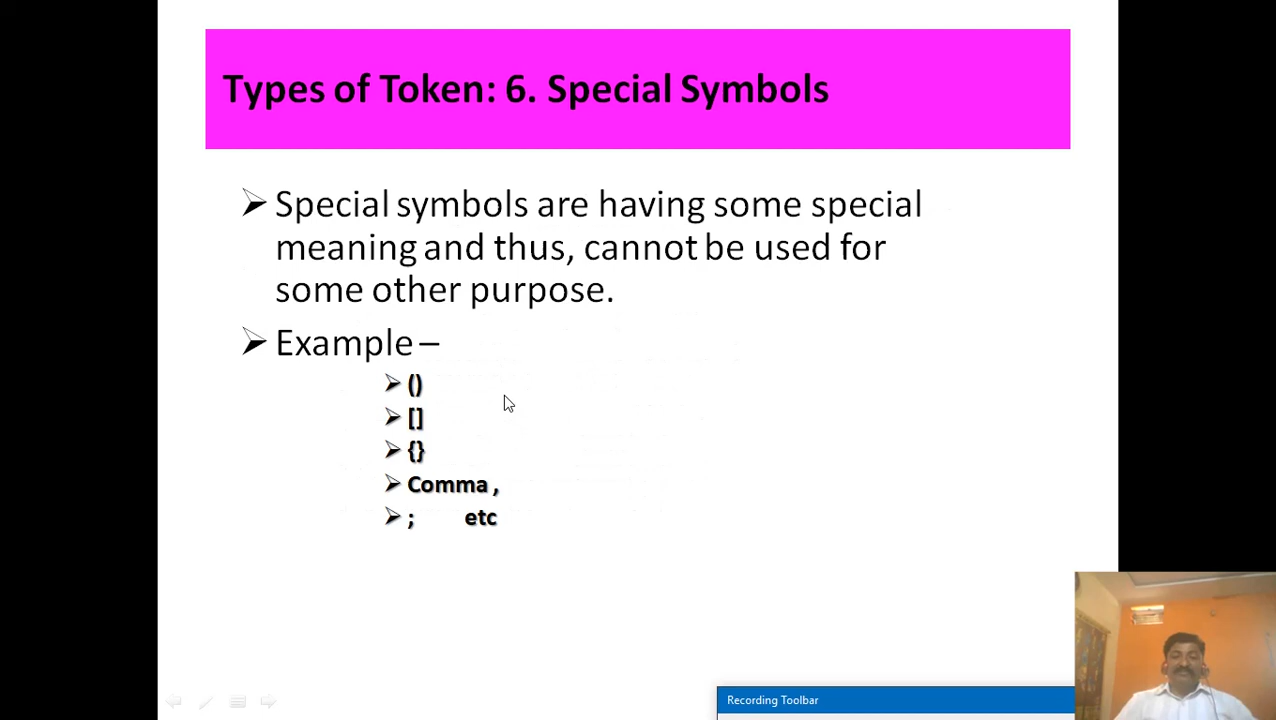 Types of Token: 6. Special Symbols
Special symbols are having some special
meaning and thus, cannot be used for
some other purpose.
Example –
()
[]
{}
Comma ,
; etc
Recording Toolbar